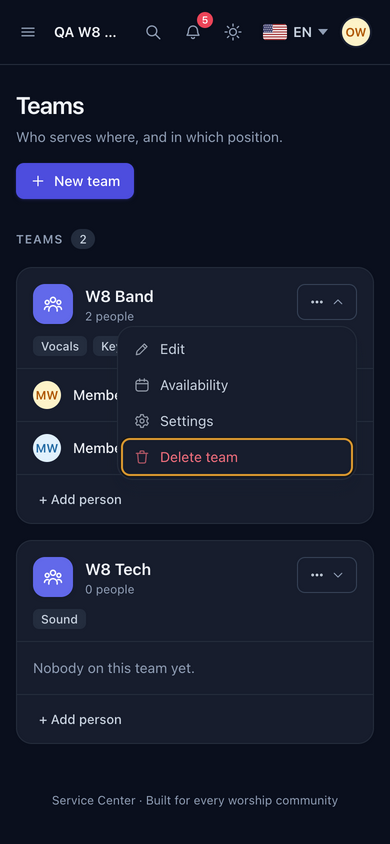 QA W8 ...
5
EN
OW
Teams
Who serves where, and in which position.
+ New team
TEAMS 2
W8 Band
2 people
Vocals
Edit
MW
Availability
Settings
MW
Delete team
+ Add person
W8 Tech
0 people
Sound
Nobody on this team yet.
+ Add person
Service Center · Built for every worship community